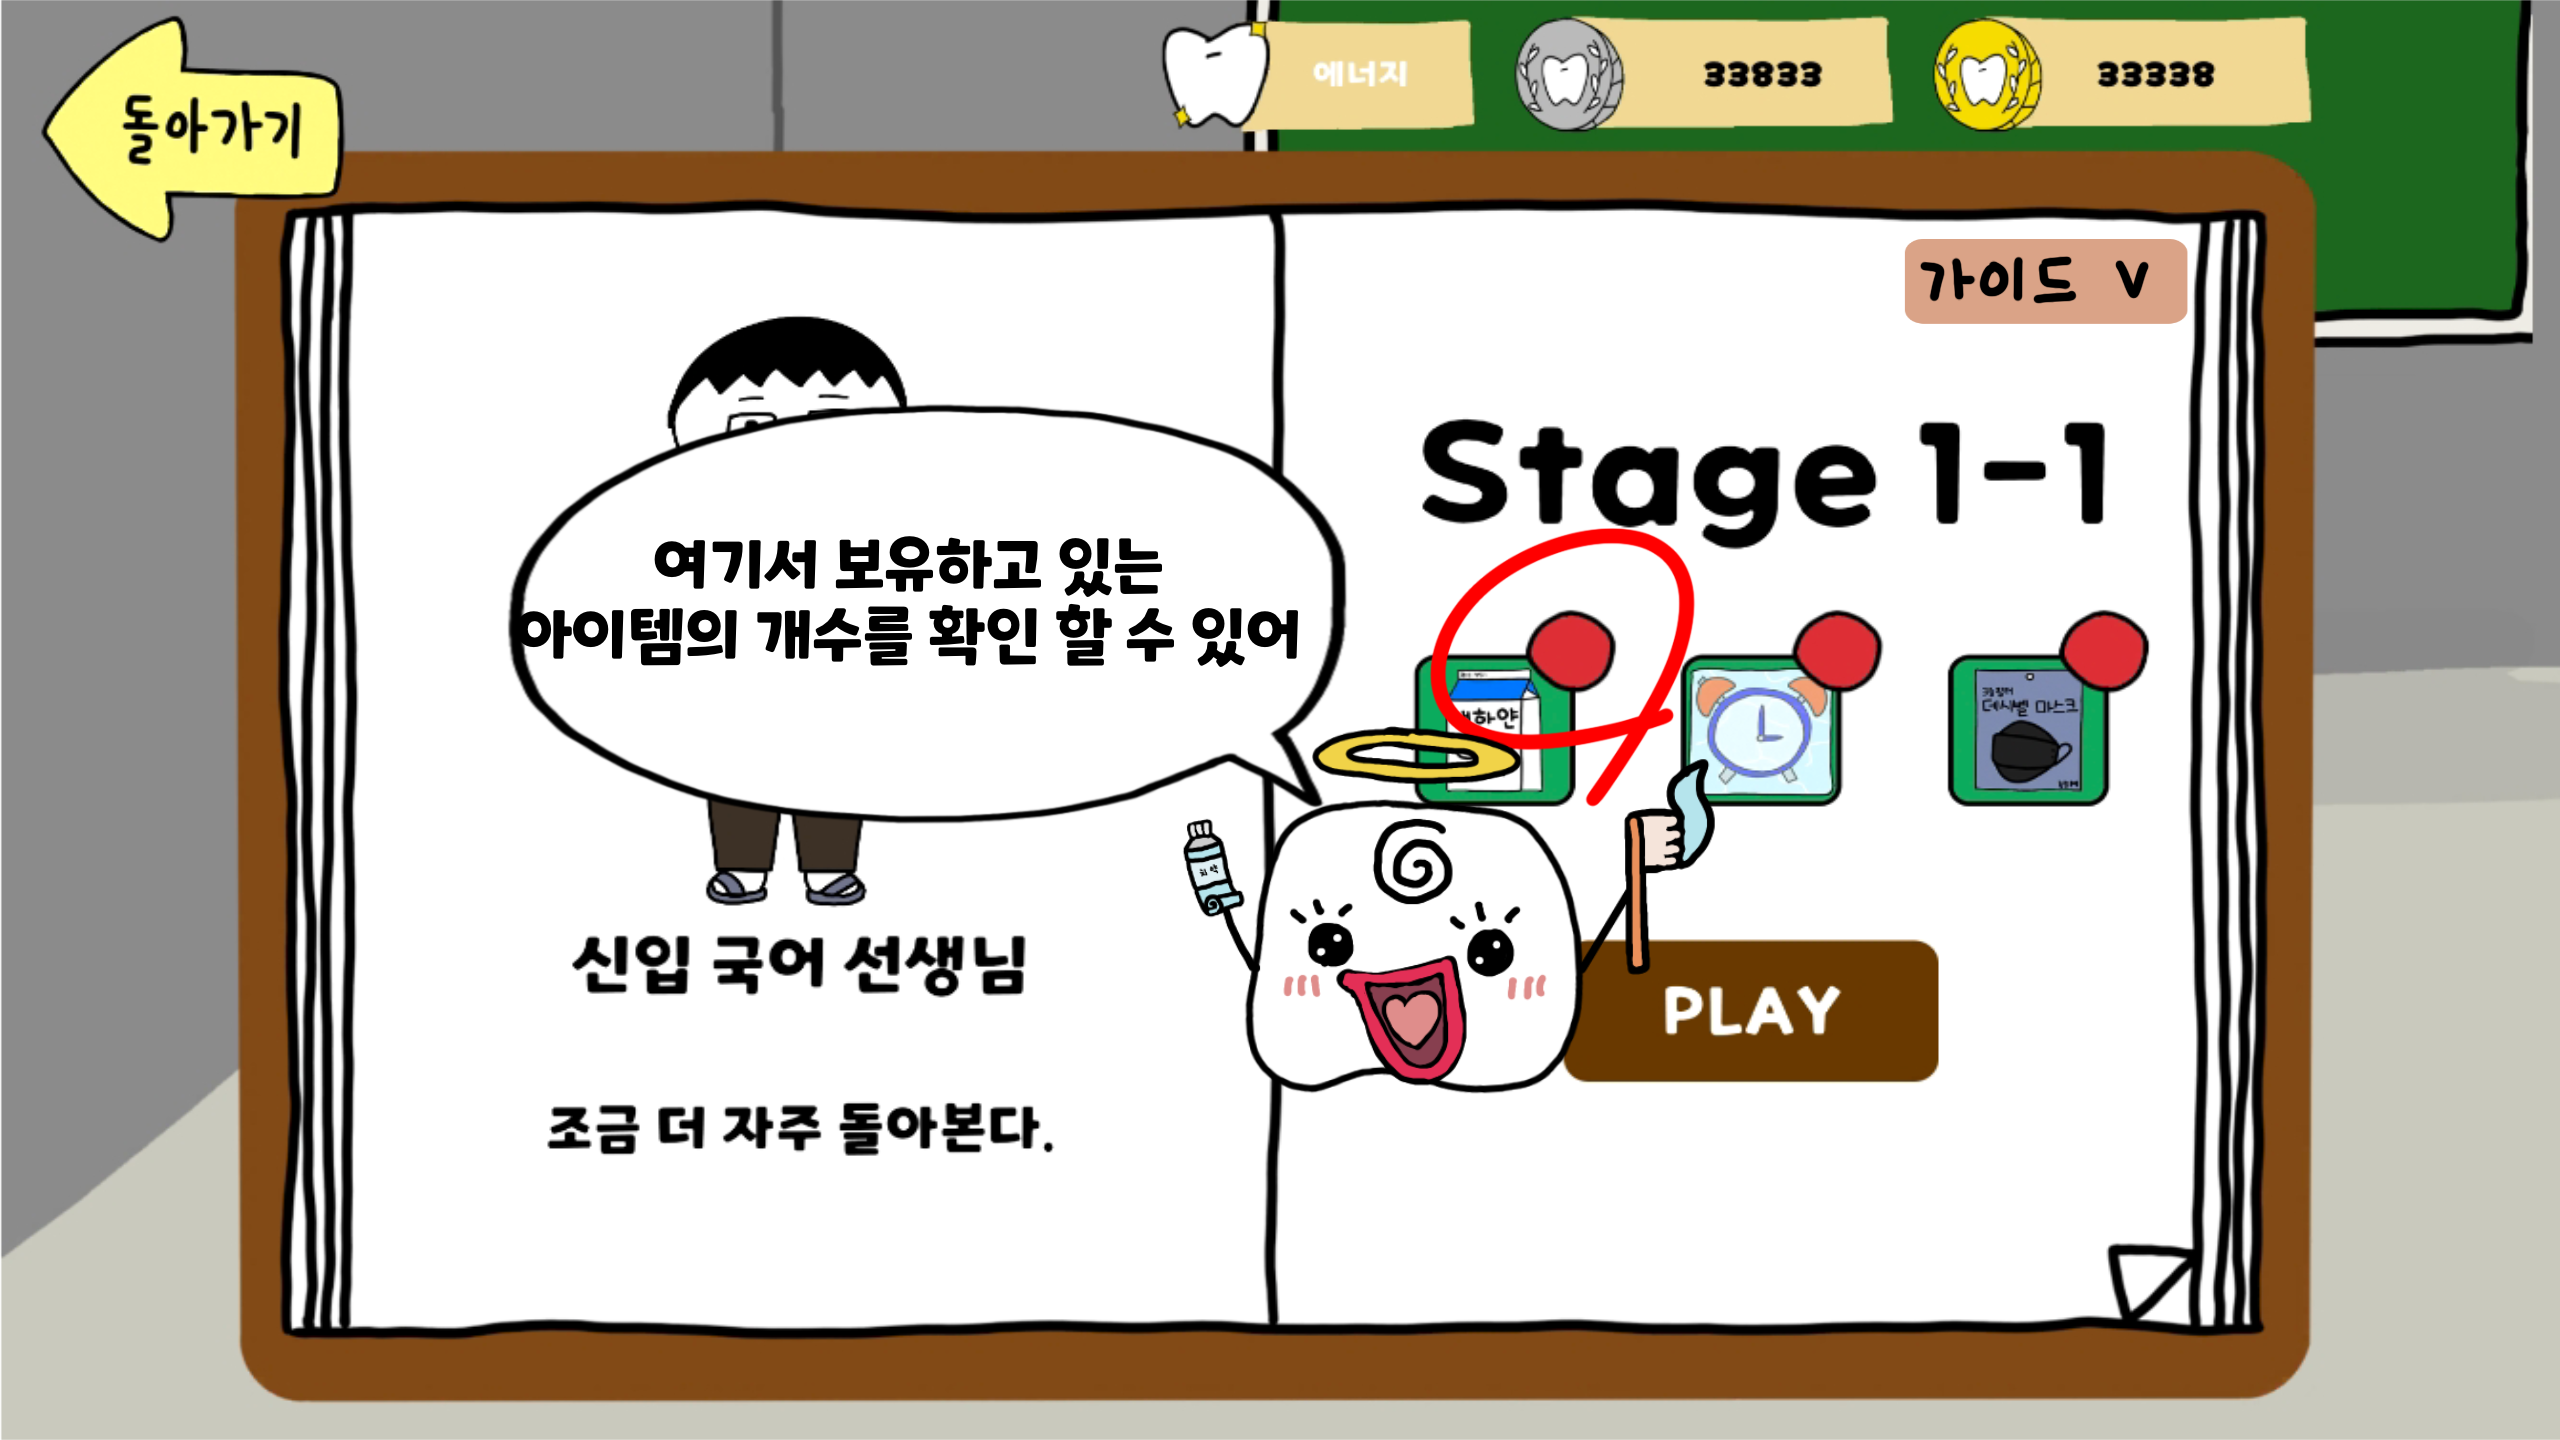 돌아가기
에너지
33833
33338
가이드 V
Stage 1-1
여기서 보유하고 있는
아이템의 개수를 확인 할 수 있어
하얀
데시벨 마스크
치약
신입 국어 선생님
PLAY
조금 더 자주 돌아본다.